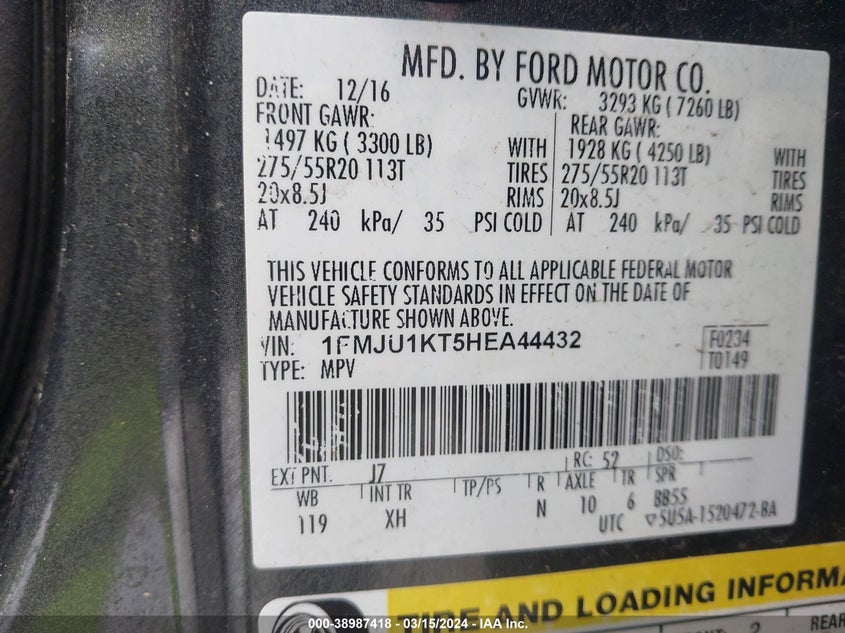 MFD. BY FORD MOTOR CO.
DATE: 12/16 GVWR: 3293 KG ( 7260 LB)
FRONT GAWR: REAR GAWR:
1497 KG ( 3300 LB) WITH 1928 KG ( 4250 LB) WITH
275/55R20 113T TIRES 275/55R20 113T TIRES
20x8.5J RIMS 20x8.5J RIMS
AT 240 kPa/ 35 PSI COLD AT 240 kPa/ 35 PSI COLD
THIS VEHICLE CONFORMS TO ALL APPLICABLE FEDERAL MOTOR
VEHICLE SAFETY STANDARDS IN EFFECT ON THE DATE OF
MANUFACTURE SHOWN ABOVE.
VIN: 1FMJU1KT5HEA44432 F0234
TYPE: MPV T0149
EXT PNT. J7 RC: 52 DSO:
WB INT TR TP/PS R AXLE TR SPR
119 XH N 10 6 BB55
UTC 5U5A-1520472-BA
TIRE AND LOADING INFORMA
FRONT 2 REAR
000-38987418 - 03/15/2024 - IAA Inc.